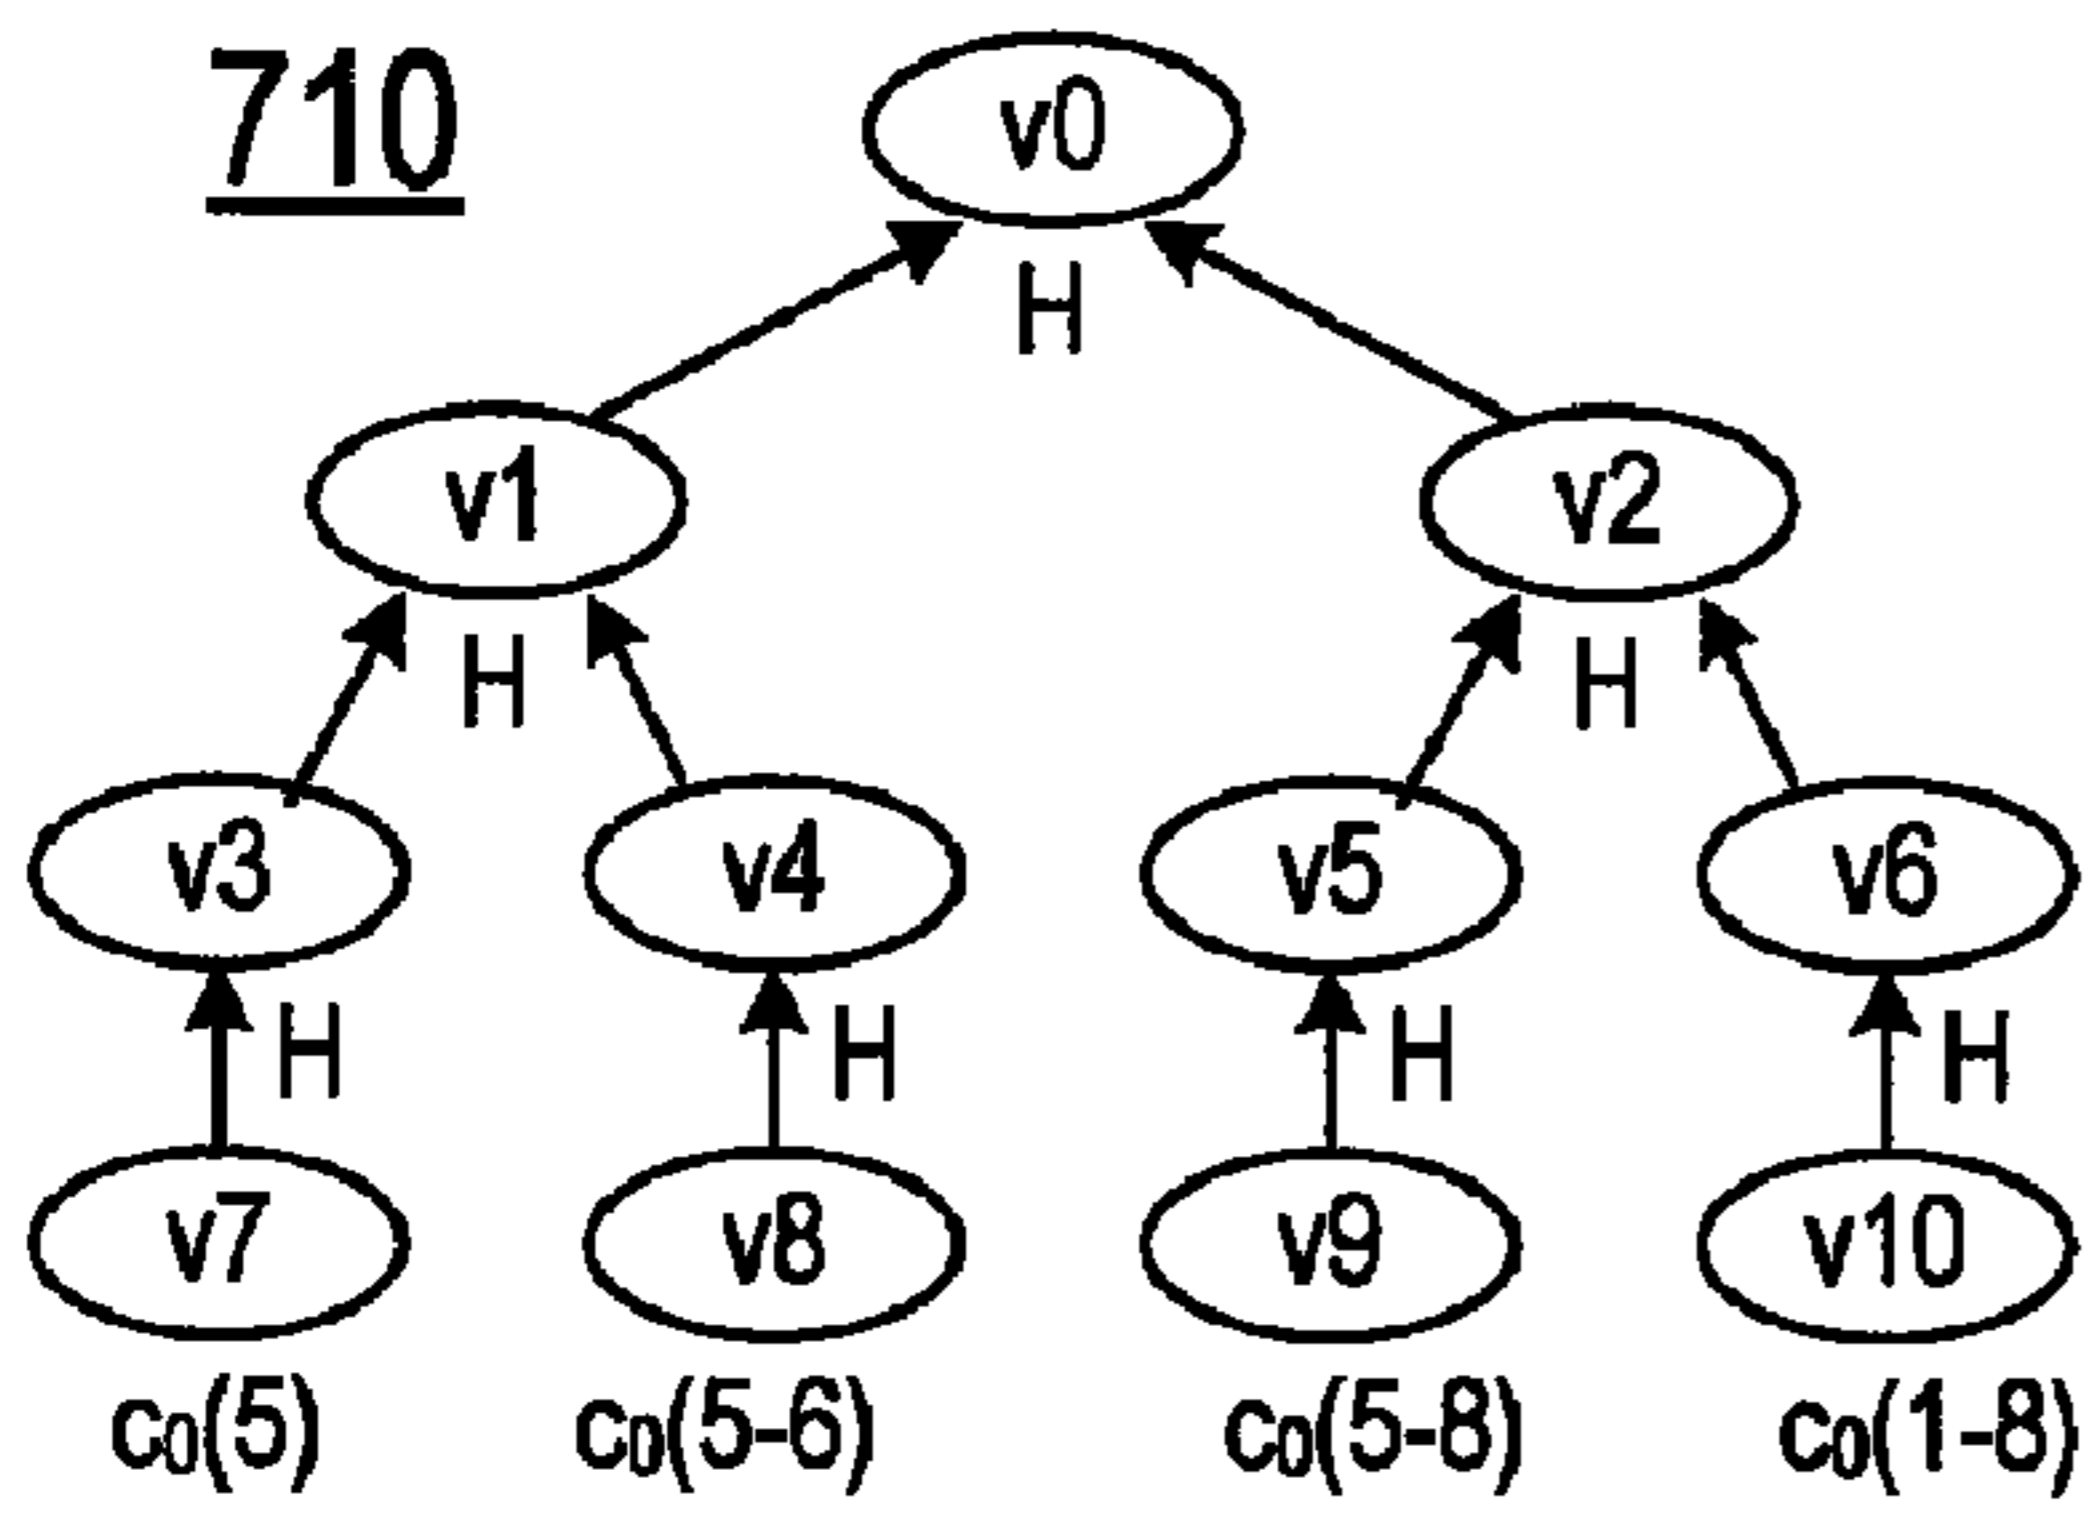 710
v0
H
v1 v2
H H
v3 v4 v5 v6
H H H H
v7 v8 v9 v10
c0(5) c0(5-6) c0(5-8) c0(1-8)